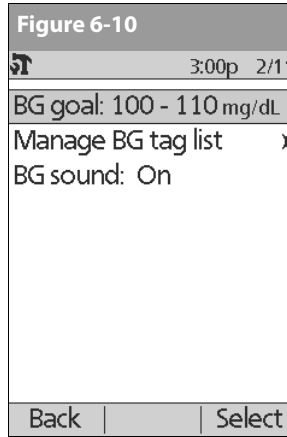 Figure 6-10
3:00p 2/1
BG goal: 100 - 110 mg/dL
Manage BG tag list
BG sound: On
Back Select